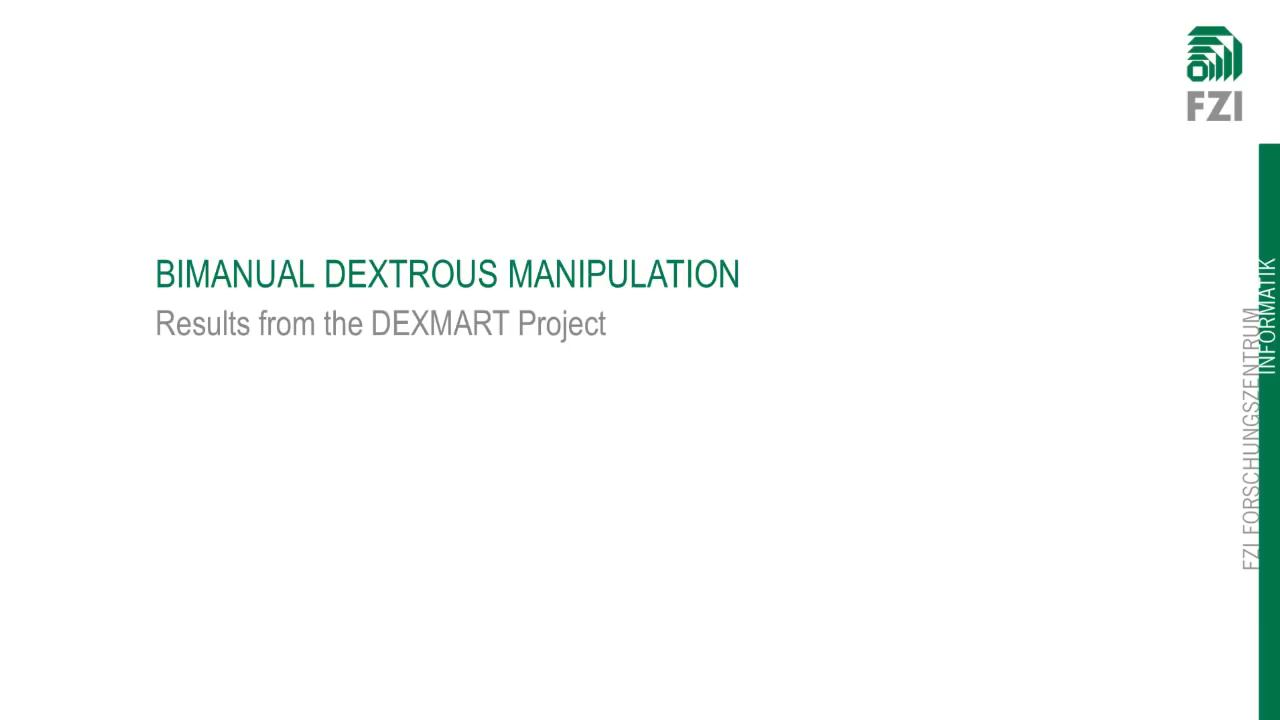 FZI
BIMANUAL DEXTROUS MANIPULATION
Results from the DEXMART Project
FZI FORSCHUNGSZENTRUM
INFORMATIK